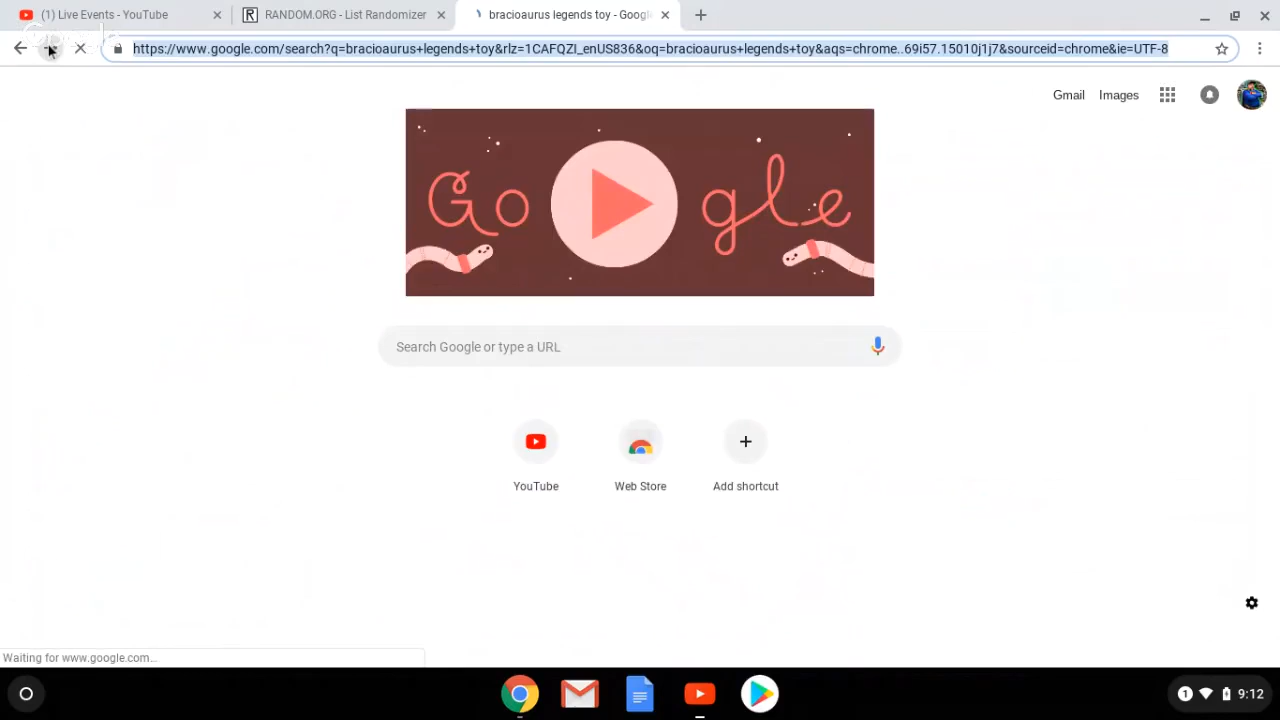 (1) Live Events - YouTube
RANDOM.ORG - List Randomizer
bracioaurus legends toy - Googl
https://www.google.com/search?q=bracioaurus+legends+toy&rlz=1CAFQZI_enUS836&oq=bracioaurus+legends+toy&aqs=chrome..69i57.15010j1j7&sourceid=chrome&ie=UTF-8
Gmail Images
Google
Search Google or type a URL
YouTube
Web Store
Add shortcut
Waiting for www.google.com...
1
9:12